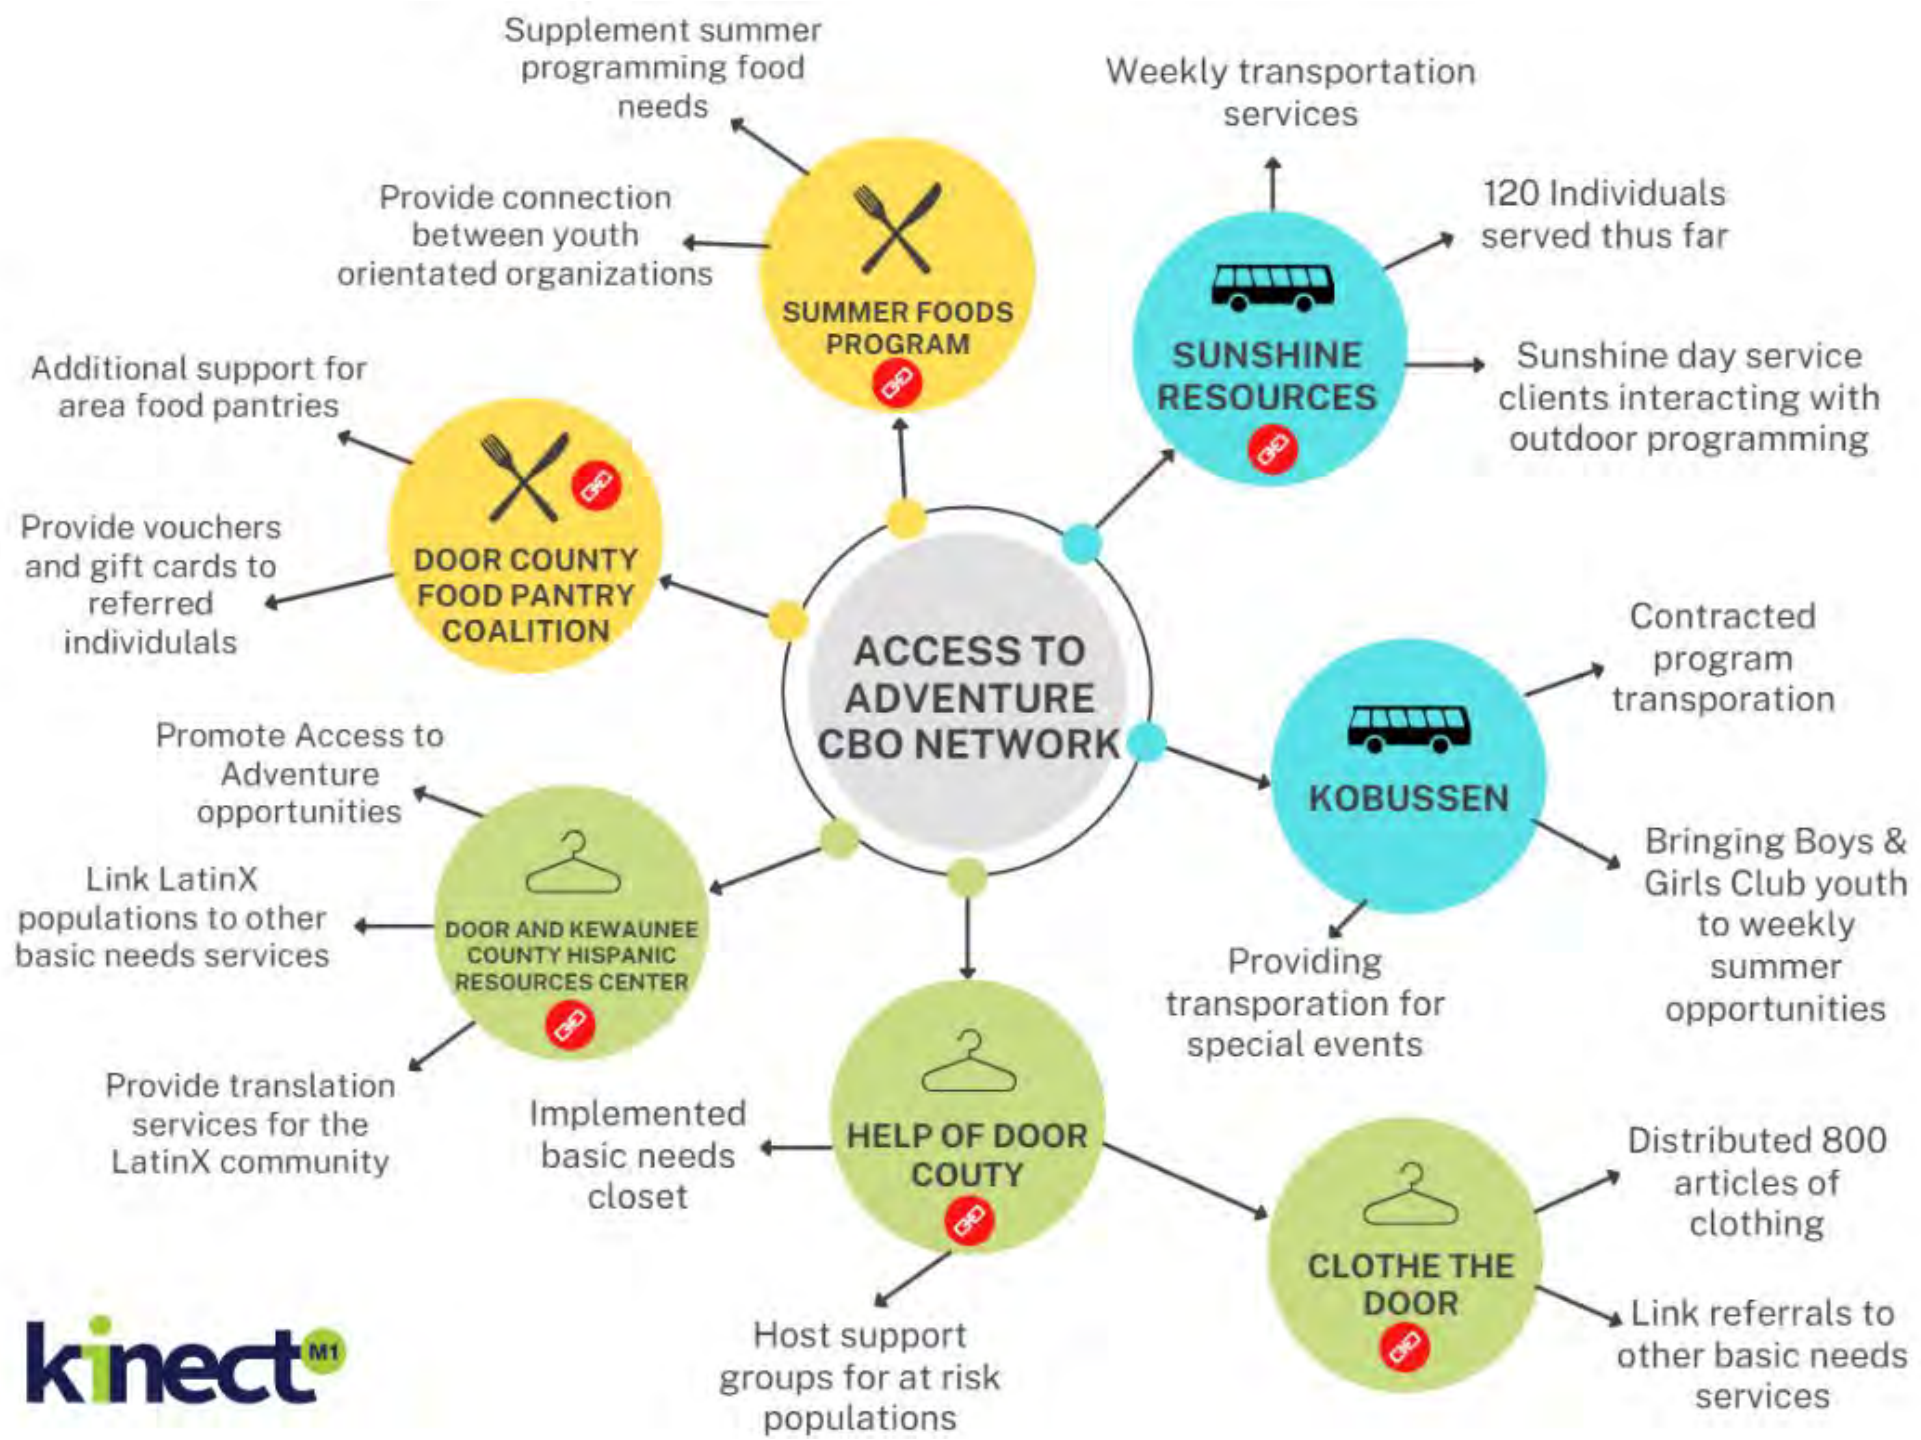 Supplement summer
programming food
needs
Weekly transportation
services
Provide connection
between youth
orientated organizations
120 Individuals
served thus far
SUMMER FOODS
PROGRAM
SUNSHINE
RESOURCES
Sunshine day service
clients interacting with
outdoor programming
Additional support for
area food pantries
Provide vouchers
and gift cards to
referred
individulals
DOOR COUNTY
FOOD PANTRY
COALITION
ACCESS TO
ADVENTURE
CBO NETWORK
Contracted
program
transporation
KOBUSSEN
Promote Access to
Adventure
opportunities
Link LatinX
populations to other
basic needs services
DOOR AND KEWAUNEE
COUNTY HISPANIC
RESOURCES CENTER
Bringing Boys &
Girls Club youth
to weekly
summer
opportunities
Providing
transporation for
special events
Provide translation
services for the
LatinX community
Implemented
basic needs
closet
HELP OF DOOR
COUTY
Distributed 800
articles of
clothing
CLOTHE THE
DOOR
Host support
groups for at risk
populations
Link referrals to
other basic needs
services
kinect M1